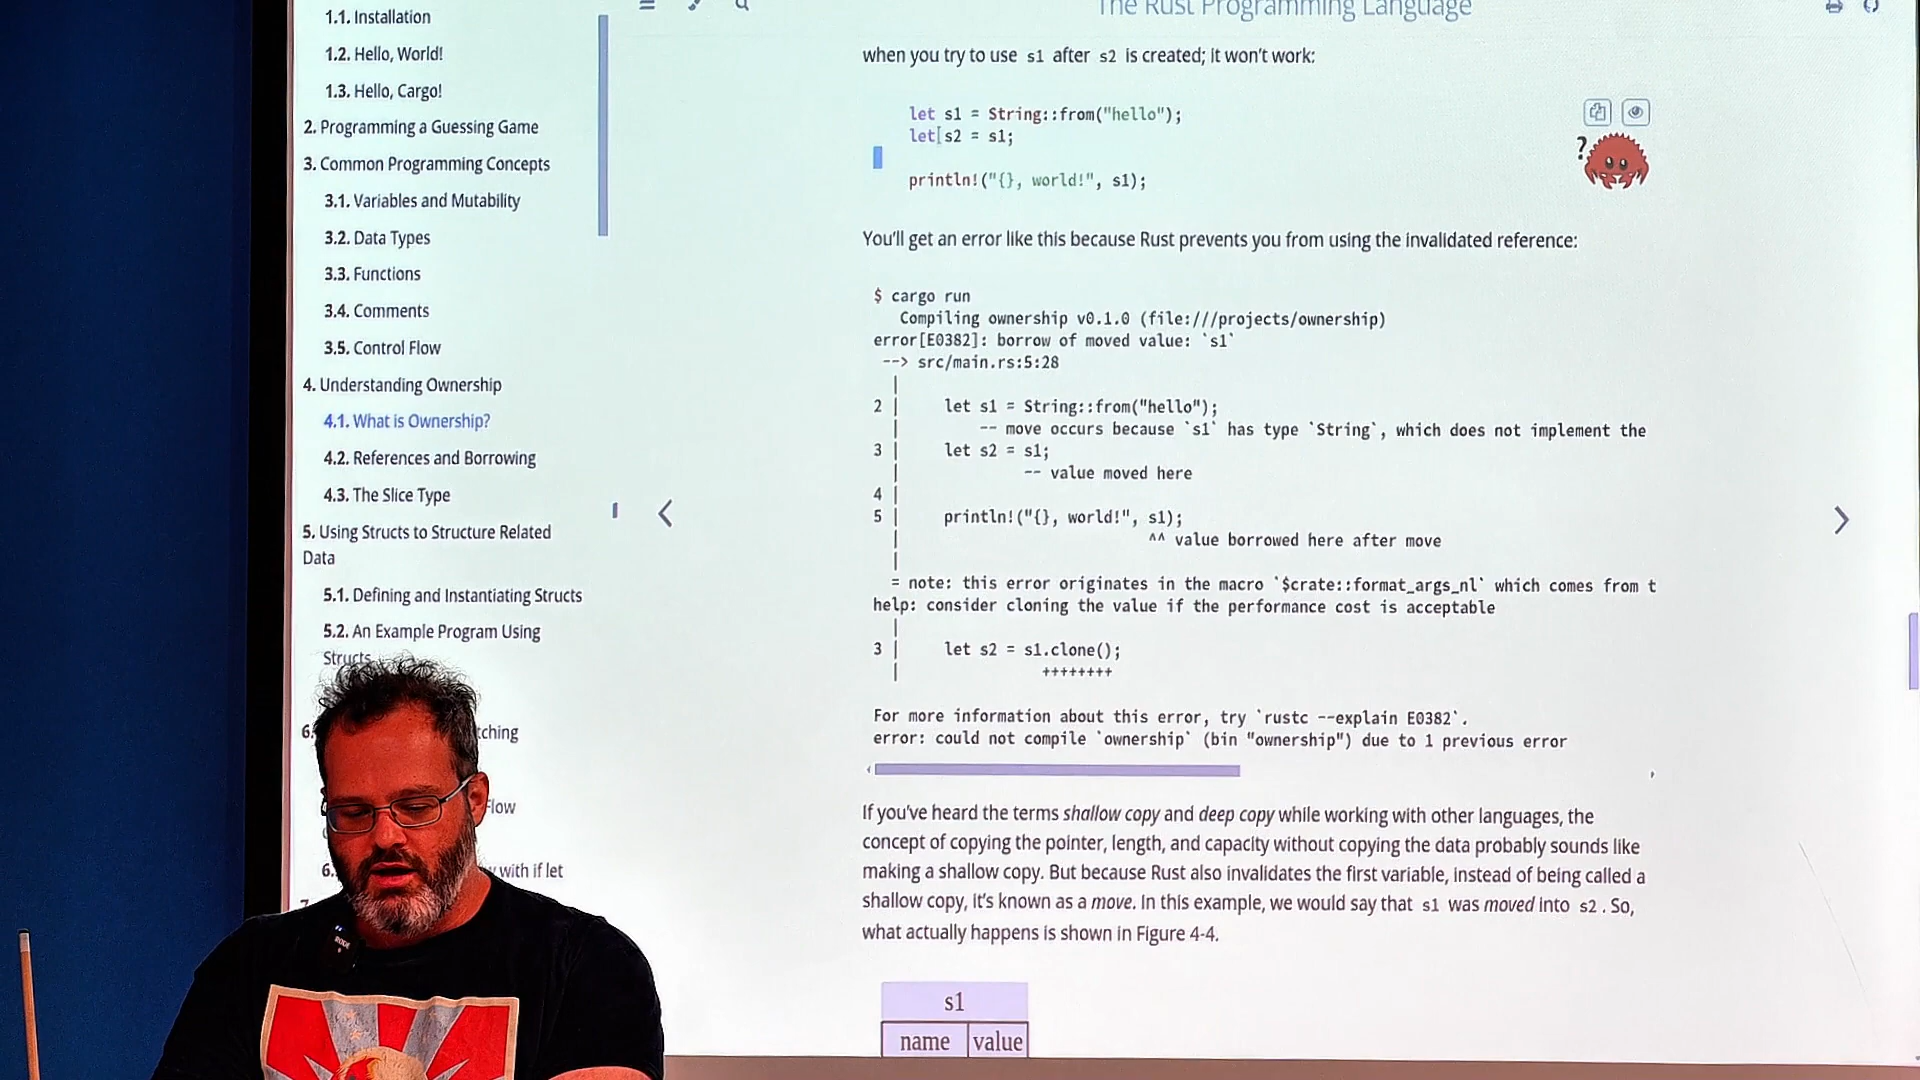 1.1. Installation
1.2. Hello, World!
1.3. Hello, Cargo!
2. Programming a Guessing Game
3. Common Programming Concepts
3.1. Variables and Mutability
3.2. Data Types
3.3. Functions
3.4. Comments
3.5. Control Flow
4. Understanding Ownership
4.1. What is Ownership?
4.2. References and Borrowing
4.3. The Slice Type
5. Using Structs to Structure Related
Data
5.1. Defining and Instantiating Structs
5.2. An Example Program Using
Structs
6.
tching
Flow
6.
with if let
7.
The Rust Programming Language
when you try to use s1 after s2 is created; it won't work:
let s1 = String::from("hello");
let s2 = s1;
println!("{}, world!", s1);
?
You'll get an error like this because Rust prevents you from using the invalidated reference:
$ cargo run
Compiling ownership v0.1.0 (file:///projects/ownership)
error[E0382]: borrow of moved value: `s1`
--> src/main.rs:5:28
|
2 | let s1 = String::from("hello");
| -- move occurs because `s1` has type `String`, which does not implement the
3 | let s2 = s1;
| -- value moved here
4 |
5 | println!("{}, world!", s1);
| ^^ value borrowed here after move
|
= note: this error originates in the macro `$crate::format_args_nl` which comes from t
help: consider cloning the value if the performance cost is acceptable
|
3 | let s2 = s1.clone();
| ++++++++
For more information about this error, try `rustc --explain E0382`.
error: could not compile `ownership` (bin "ownership") due to 1 previous error
If you've heard the terms shallow copy and deep copy while working with other languages, the
concept of copying the pointer, length, and capacity without copying the data probably sounds like
making a shallow copy. But because Rust also invalidates the first variable, instead of being called a
shallow copy, it's known as a move. In this example, we would say that s1 was moved into s2. So,
what actually happens is shown in Figure 4-4.
s1
name value
RODE